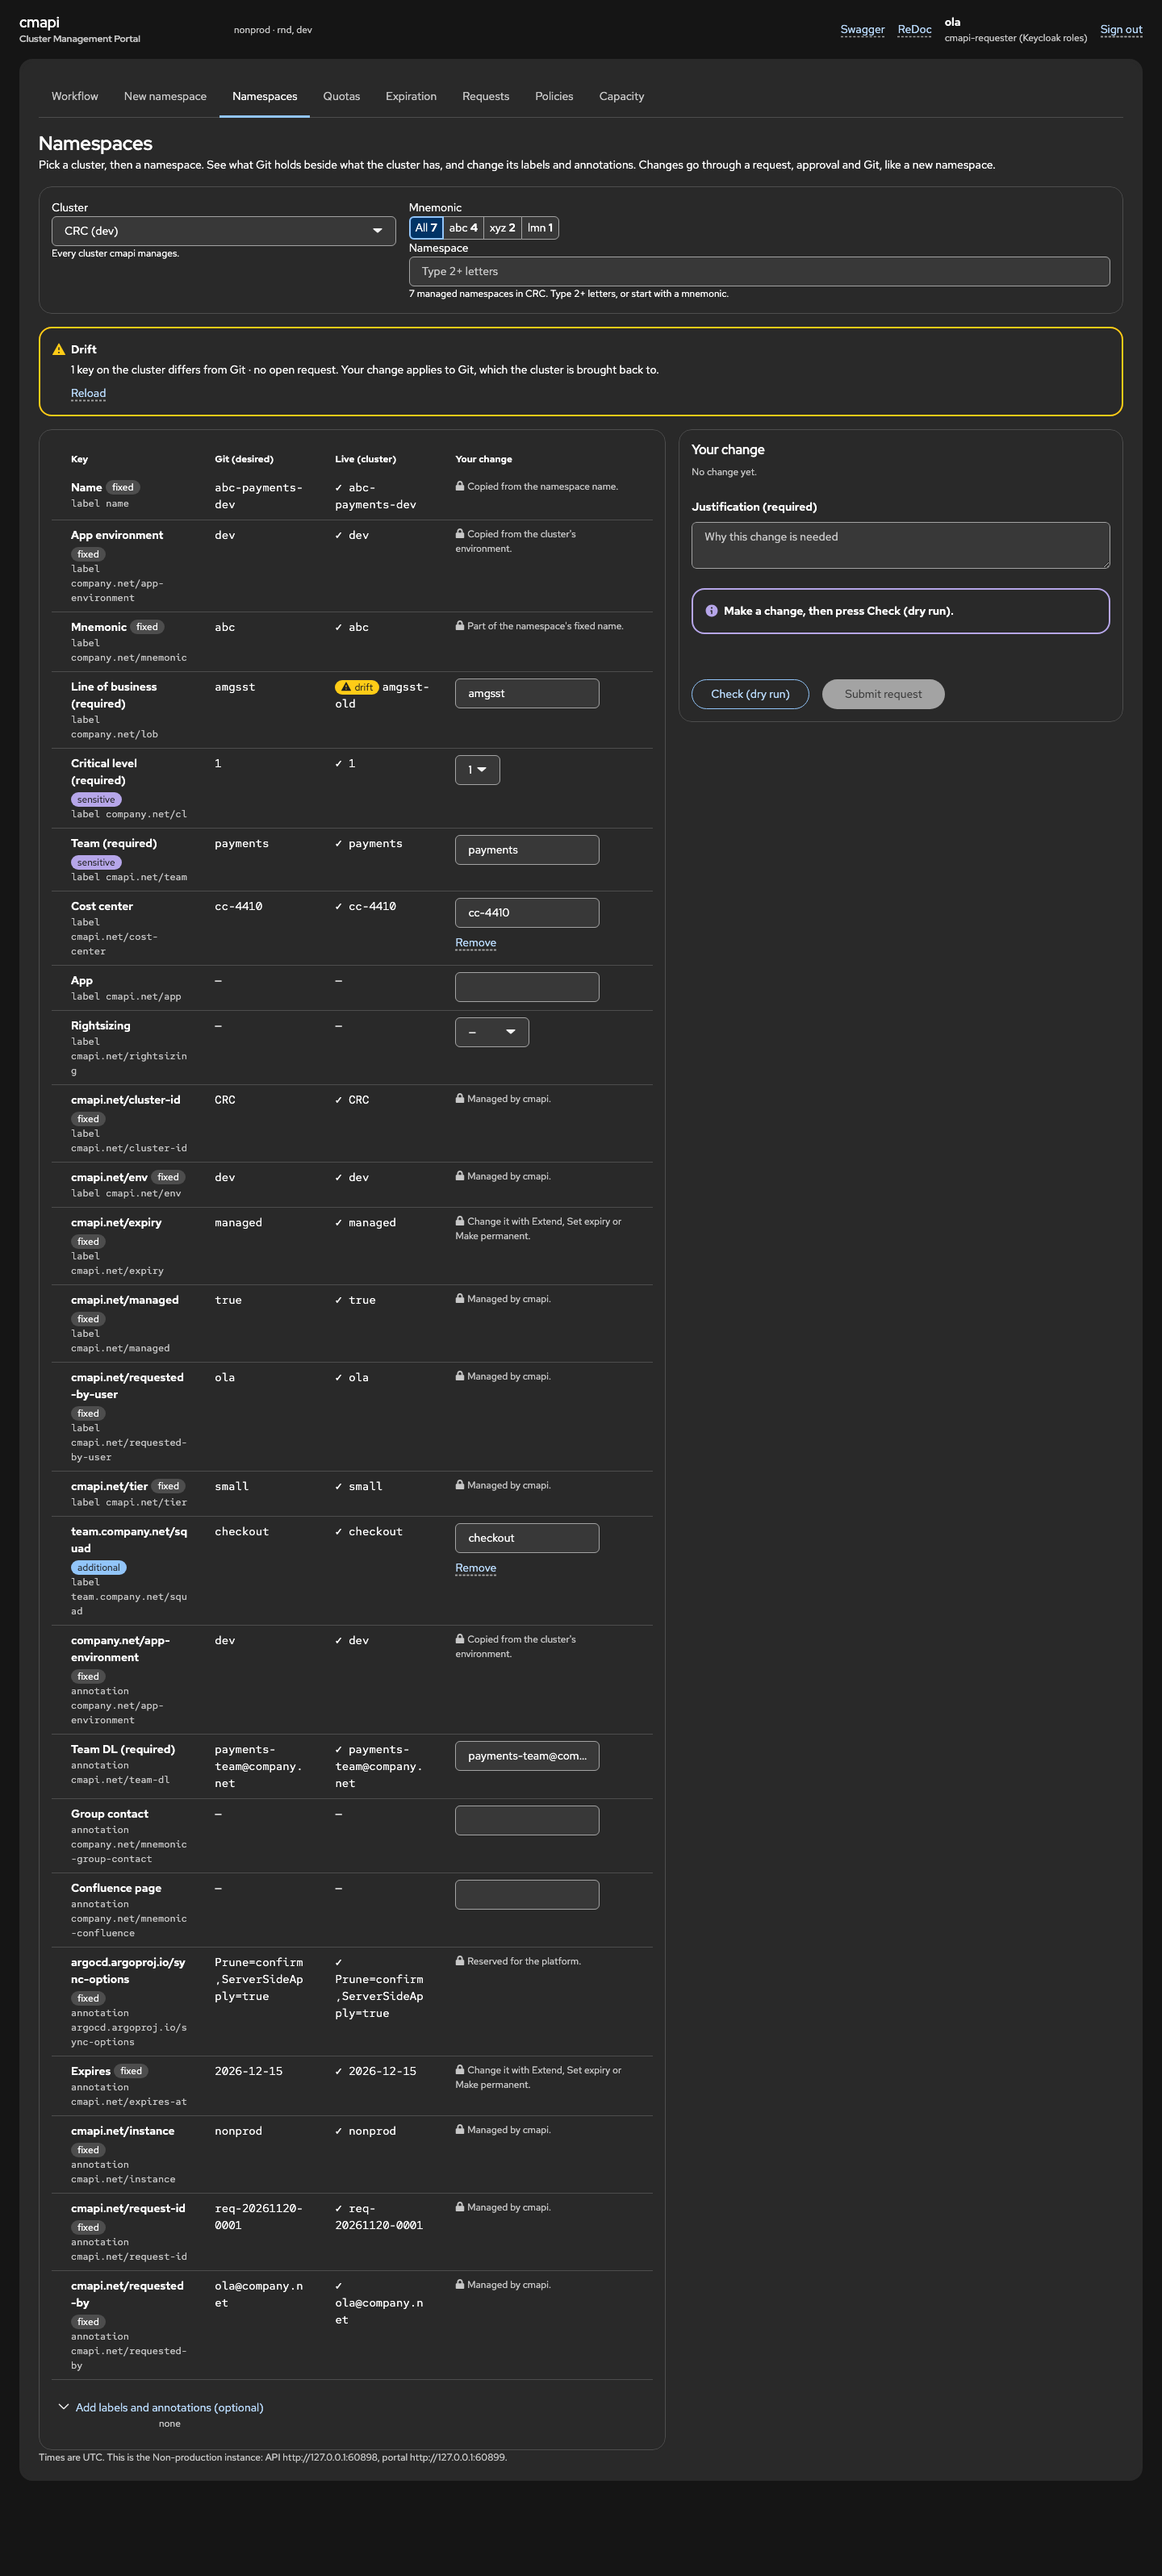 cmapi
Cluster Management Portal
nonprod · rnd, dev
Swagger
ReDoc
ola
cmapi-requester (Keycloak roles)
Sign out
Workflow
New namespace
Namespaces
Quotas
Expiration
Requests
Policies
Capacity
Namespaces
Pick a cluster, then a namespace. See what Git holds beside what the cluster has, and change its labels and annotations. Changes go through a request, approval and Git, like a new namespace.
Cluster
CRC (dev)
Every cluster cmapi manages.
Mnemonic
All 7 abc 4 xyz 2 lmn 1
Namespace
Type 2+ letters
7 managed namespaces in CRC. Type 2+ letters, or start with a mnemonic.
Drift
1 key on the cluster differs from Git · no open request. Your change applies to Git, which the cluster is brought back to.
Reload
Key Git (desired) Live (cluster) Your change
Name fixed
label name
abc-payments-
dev
✓ abc-
payments-dev
Copied from the namespace name.
App environment
fixed
label
company.net/app-
environment
dev
✓ dev
Copied from the cluster's
environment.
Mnemonic fixed
label
company.net/mnemonic
abc
✓ abc
Part of the namespace's fixed name.
Line of business
(required)
label
company.net/lob
amgsst
drift amgsst-
old
amgsst
Critical level
(required)
sensitive
label company.net/cl
1
✓ 1
1
Team (required)
sensitive
label cmapi.net/team
payments
✓ payments
payments
Cost center
label
cmapi.net/cost-
center
cc-4410
✓ cc-4410
cc-4410
Remove
App
label cmapi.net/app
—
—
Rightsizing
label
cmapi.net/rightsizin
g
—
—
—
cmapi.net/cluster-id
fixed
label
cmapi.net/cluster-id
CRC
✓ CRC
Managed by cmapi.
cmapi.net/env fixed
label cmapi.net/env
dev
✓ dev
Managed by cmapi.
cmapi.net/expiry
fixed
label
cmapi.net/expiry
managed
✓ managed
Change it with Extend, Set expiry or
Make permanent.
cmapi.net/managed
fixed
label
cmapi.net/managed
true
✓ true
Managed by cmapi.
cmapi.net/requested
-by-user
fixed
label
cmapi.net/requested-
by-user
ola
✓ ola
Managed by cmapi.
cmapi.net/tier fixed
label cmapi.net/tier
small
✓ small
Managed by cmapi.
team.company.net/sq
uad
additional
label
team.company.net/squ
ad
checkout
✓ checkout
checkout
Remove
company.net/app-
environment
fixed
annotation
company.net/app-
environment
dev
✓ dev
Copied from the cluster's
environment.
Team DL (required)
annotation
cmapi.net/team-dl
payments-
team@company.
net
✓ payments-
team@company.
net
payments-team@com...
Group contact
annotation
company.net/mnemonic
-group-contact
—
—
Confluence page
annotation
company.net/mnemonic
-confluence
—
—
argocd.argoproj.io/sy
nc-options
fixed
annotation
argocd.argoproj.io/s
ync-options
Prune=confirm
,ServerSideAp
ply=true
✓
Prune=confirm
,ServerSideAp
ply=true
Reserved for the platform.
Expires fixed
annotation
cmapi.net/expires-at
2026-12-15
✓ 2026-12-15
Change it with Extend, Set expiry or
Make permanent.
cmapi.net/instance
fixed
annotation
cmapi.net/instance
nonprod
✓ nonprod
Managed by cmapi.
cmapi.net/request-id
fixed
annotation
cmapi.net/request-id
req-20261120-
0001
✓ req-
20261120-0001
Managed by cmapi.
cmapi.net/requested
-by
fixed
annotation
cmapi.net/requested-
by
ola@company.n
et
✓
ola@company.n
et
Managed by cmapi.
Add labels and annotations (optional)
none
Your change
No change yet.
Justification (required)
Why this change is needed
Make a change, then press Check (dry run).
Check (dry run)
Submit request
Times are UTC. This is the Non-production instance: API http://127.0.0.1:60898, portal http://127.0.0.1:60899.